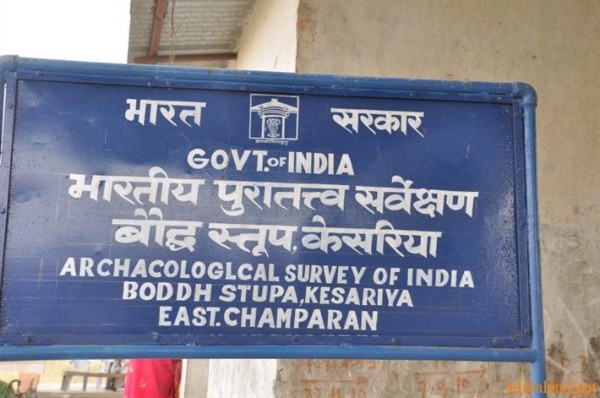 भारत सरकार
GOVT. OF INDIA
भारतीय पुरातत्त्व सर्वेक्षण
बौद्ध स्तूप, केसरिया
ARCHACOLOGLCAL SURVEY OF INDIA
BODDH STUPA, KESARIYA
EAST. CHAMPARAN